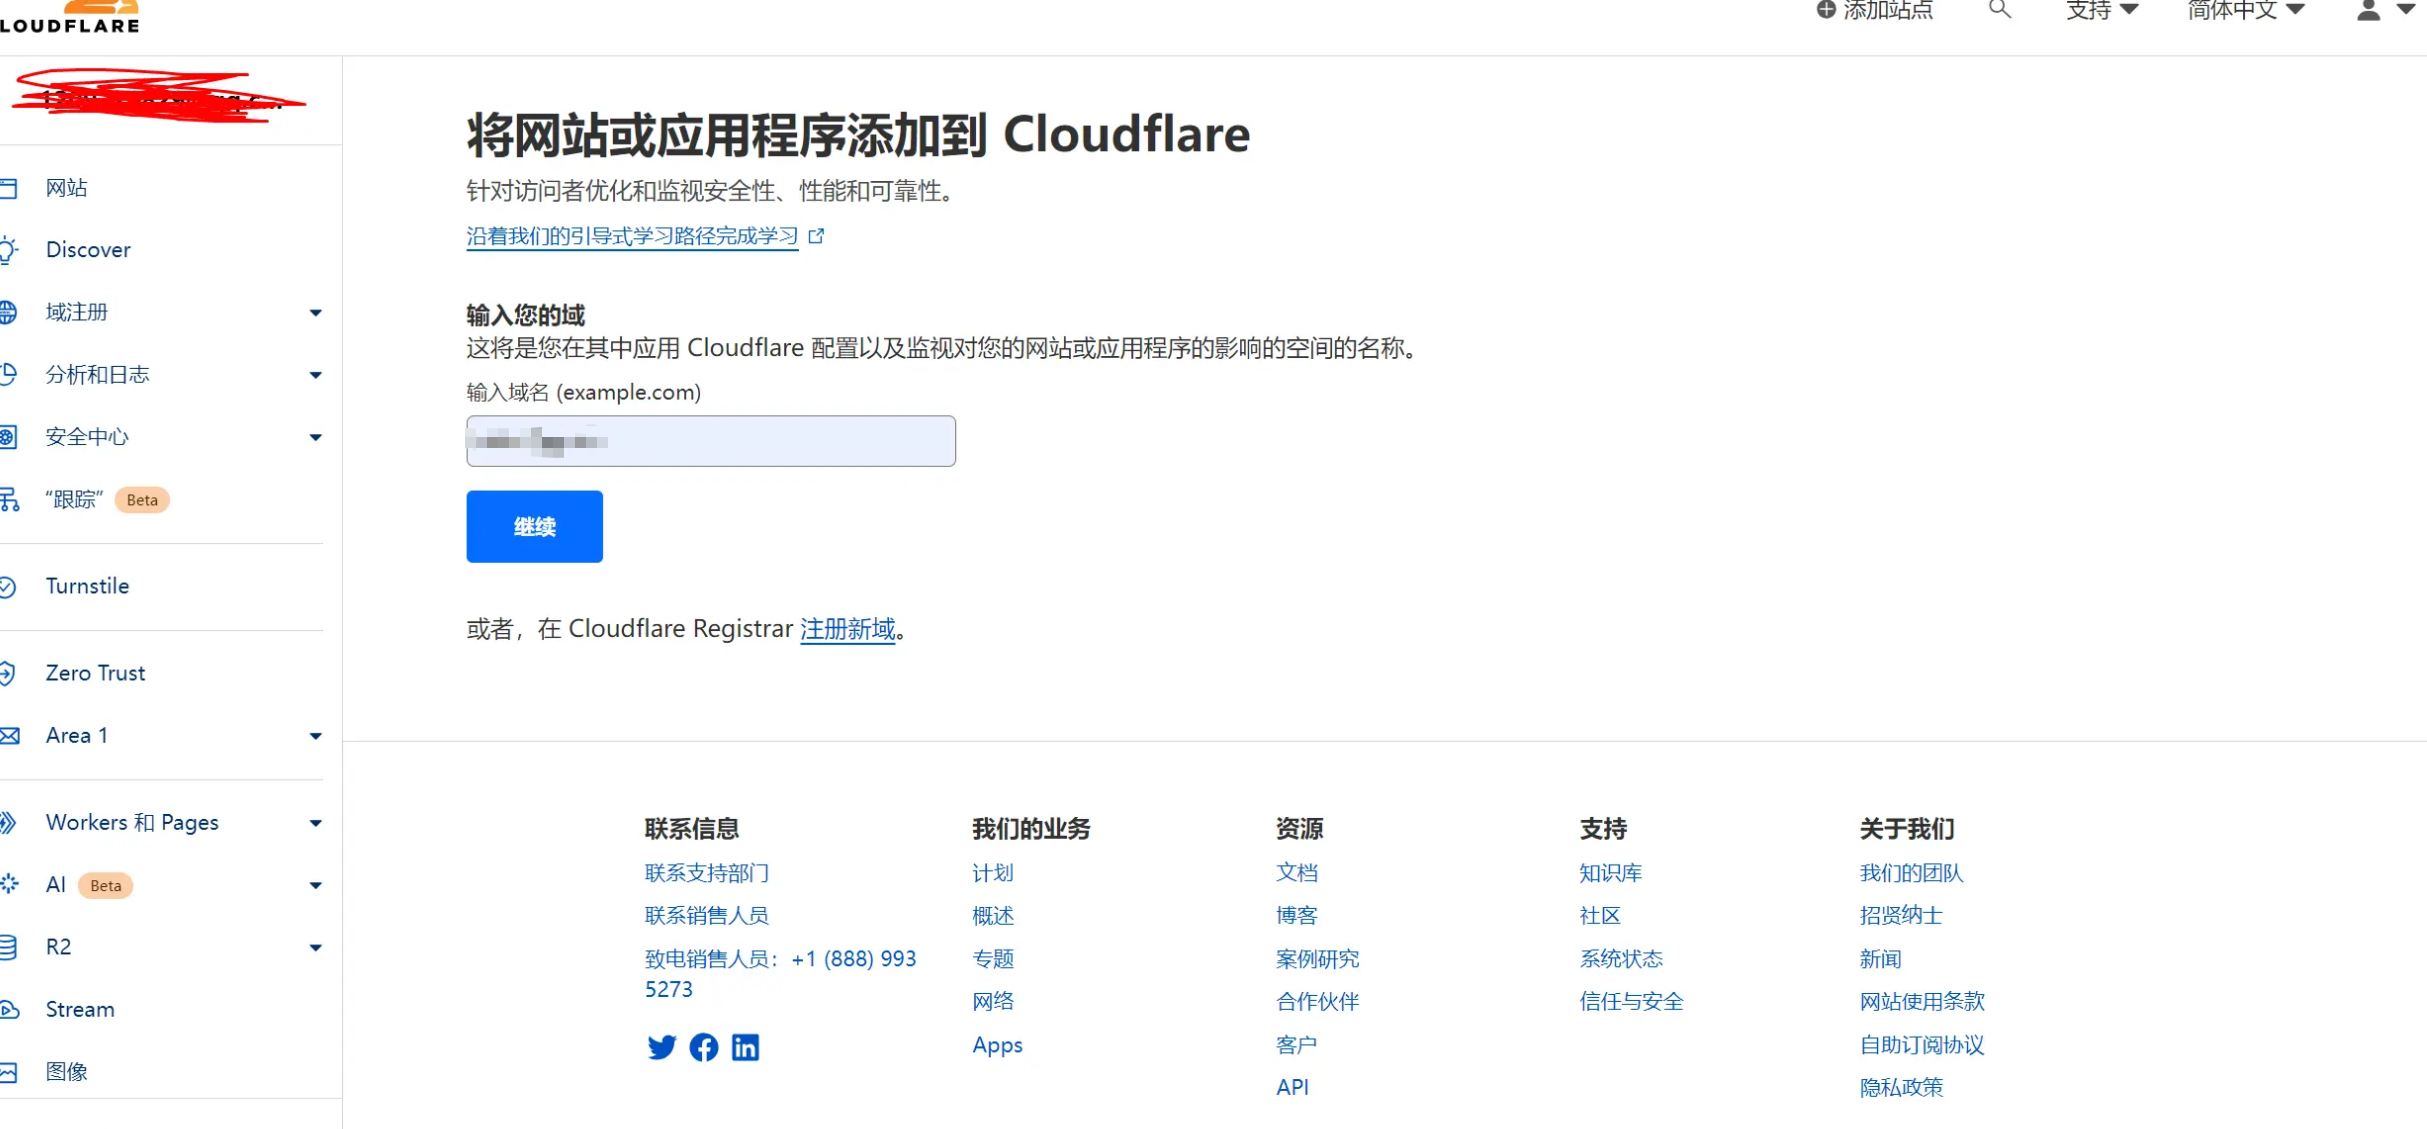 LOUDFLARE
添加站点
支持
简体中文
网站
Discover
域注册
分析和日志
安全中心
“跟踪” Beta
Turnstile
Zero Trust
Area 1
Workers 和 Pages
AI Beta
R2
Stream
图像
将网站或应用程序添加到 Cloudflare
针对访问者优化和监视安全性、性能和可靠性。
沿着我们的引导式学习路径完成学习
输入您的域
这将是您在其中应用 Cloudflare 配置以及监视对您的网站或应用程序的影响的空间的名称。
输入域名 (example.com)
继续
或者，在 Cloudflare Registrar 注册新域。
联系信息
联系支持部门
联系销售人员
致电销售人员：+1 (888) 993
5273
我们的业务
计划
概述
专题
网络
Apps
资源
文档
博客
案例研究
合作伙伴
客户
API
支持
知识库
社区
系统状态
信任与安全
关于我们
我们的团队
招贤纳士
新闻
网站使用条款
自助订阅协议
隐私政策